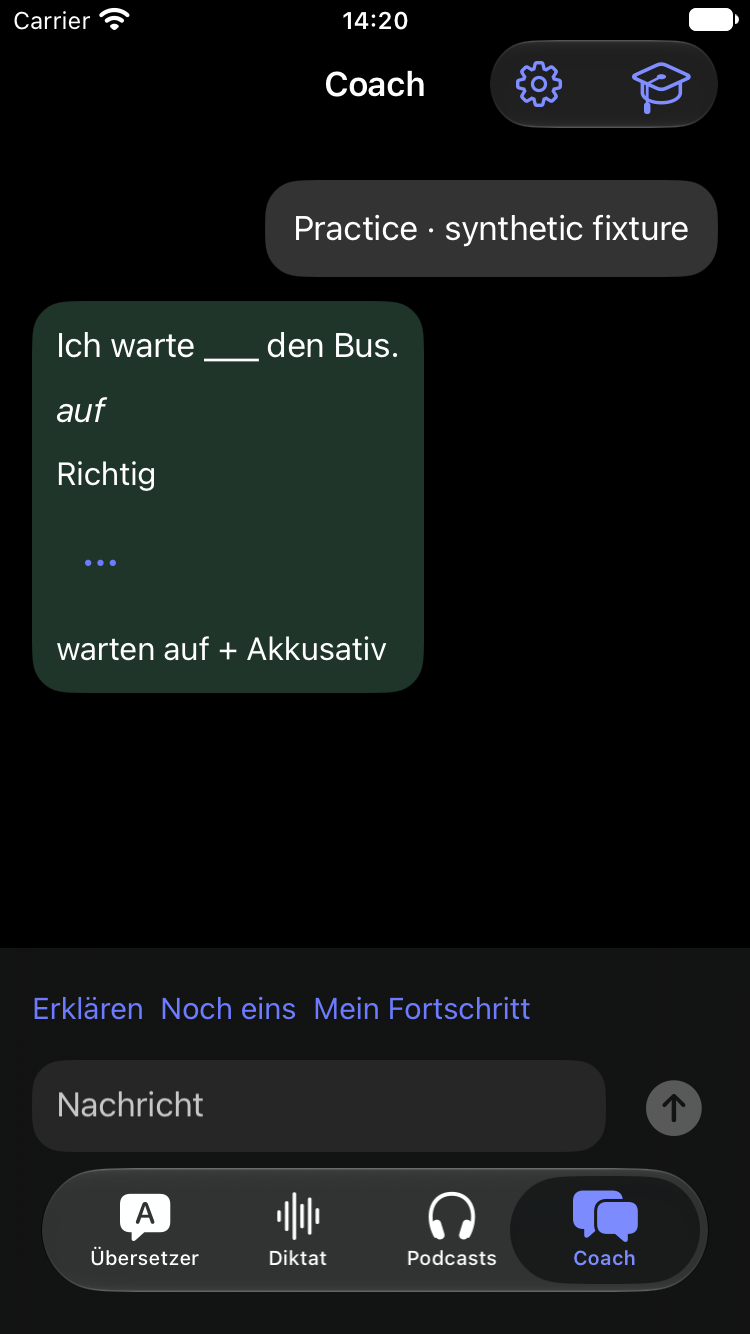 Carrier
14:20
Coach
Practice · synthetic fixture
Ich warte ____ den Bus.
auf
Richtig
...
warten auf + Akkusativ
Erklären Noch eins Mein Fortschritt
Nachricht
A
Übersetzer Diktat Podcasts Coach